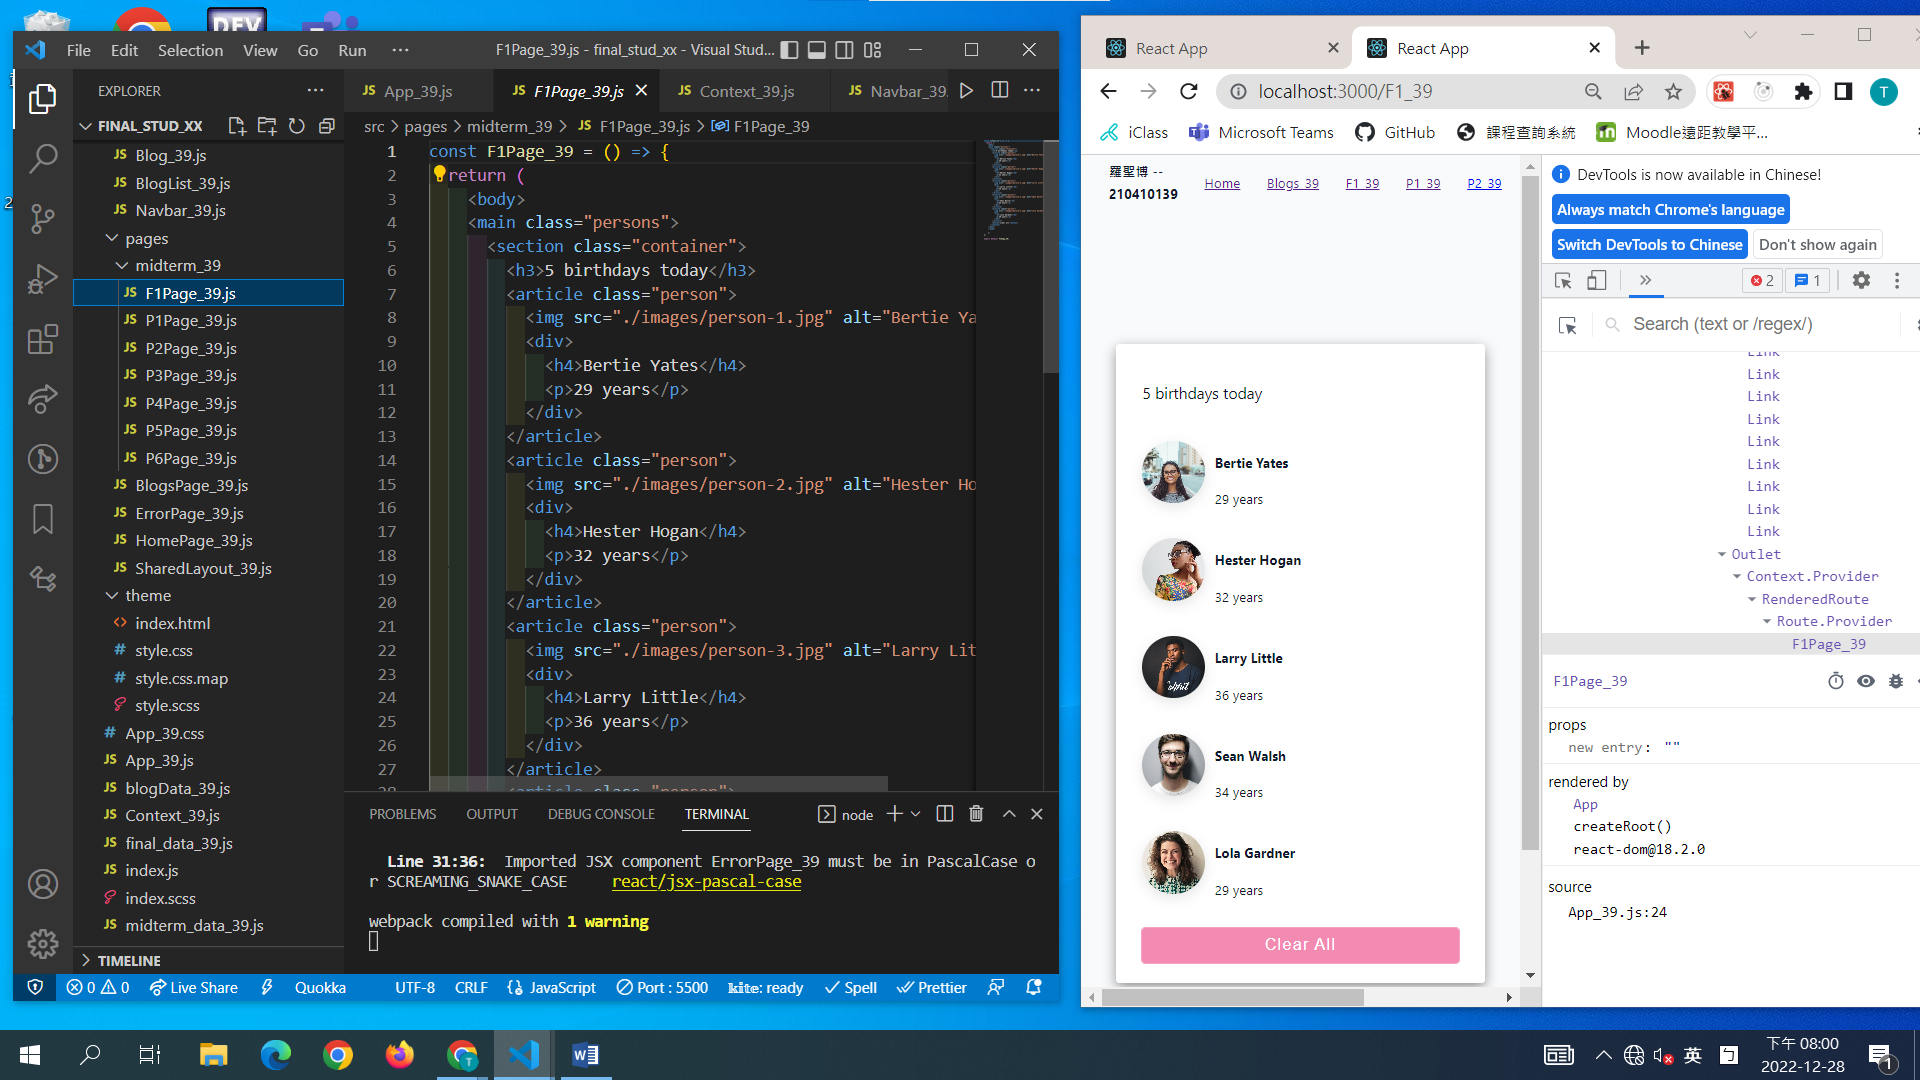 File Edit Selection View Go Run ···
F1Page_39.js - final_stud_xx - Visual Stud...
EXPLORER
FINAL_STUD_XX
Blog_39.js
BlogList_39.js
Navbar_39.js
pages
midterm_39
F1Page_39.js
P1Page_39.js
P2Page_39.js
P3Page_39.js
P4Page_39.js
P5Page_39.js
P6Page_39.js
BlogsPage_39.js
ErrorPage_39.js
HomePage_39.js
SharedLayout_39.js
theme
index.html
style.css
style.css.map
style.scss
App_39.css
App_39.js
blogData_39.js
Context_39.js
final_data_39.js
index.js
index.scss
midterm_data_39.js
TIMELINE
App_39.js F1Page_39.js Context_39.js Navbar_39.
src > pages > midterm_39 > JS F1Page_39.js > F1Page_39
1 const F1Page_39 = () => {
2 return (
3 <body>
4 <main class="persons">
5 <section class="container">
6 <h3>5 birthdays today</h3>
7 <article class="person">
8 <img src="./images/person-1.jpg" alt="Bertie Ya
9 <div>
10 <h4>Bertie Yates</h4>
11 <p>29 years</p>
12 </div>
13 </article>
14 <article class="person">
15 <img src="./images/person-2.jpg" alt="Hester Ho
16 <div>
17 <h4>Hester Hogan</h4>
18 <p>32 years</p>
19 </div>
20 </article>
21 <article class="person">
22 <img src="./images/person-3.jpg" alt="Larry Lit
23 <div>
24 <h4>Larry Little</h4>
25 <p>36 years</p>
26 </div>
27 </article>
28 <article class="person">
PROBLEMS OUTPUT DEBUG CONSOLE TERMINAL node
Line 31:36: Imported JSX component ErrorPage_39 must be in PascalCase o
r SCREAMING_SNAKE_CASE react/jsx-pascal-case
webpack compiled with 1 warning
0 0 Live Share Quokka UTF-8 CRLF JavaScript Port : 5500 kite: ready Spell Prettier
React App React App
localhost:3000/F1_39
T
iClass Microsoft Teams GitHub 課程查詢系統 Moodle遠距教學平...
羅聖博 --
210410139
Home Blogs_39 F1_39 P1_39 P2_39
5 birthdays today
Bertie Yates
29 years
Hester Hogan
32 years
Larry Little
36 years
Sean Walsh
34 years
Lola Gardner
29 years
Clear All
DevTools is now available in Chinese!
Always match Chrome's language
Switch DevTools to Chinese Don't show again
2 1
Search (text or /regex/)
Link
Link
Link
Link
Link
Link
Link
Link
Link
Outlet
Context.Provider
RenderedRoute
Route.Provider
F1Page_39
F1Page_39
props
new entry: ""
rendered by
App
createRoot()
react-dom@18.2.0
source
App_39.js:24
英
下午 08:00
2022-12-28
1